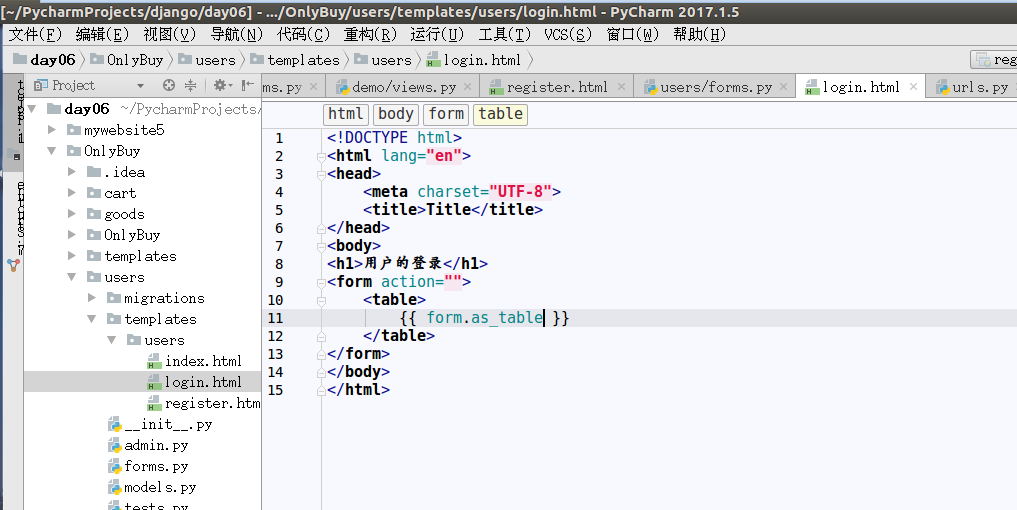 [~/PycharmProjects/django/day06] - .../OnlyBuy/users/templates/users/login.html - PyCharm 2017.1.5
文件(F) 编辑(E) 视图(V) 导航(N) 代码(C) 重构(R) 运行(U) 工具(T) VCS(S) 窗口(W) 帮助(H)
day06 OnlyBuy users templates users login.html reg
Project
ms.py demo/views.py register.html users/forms.py login.html urls.py
day06 ~/PycharmProjects/
mywebsite5
OnlyBuy
.idea
cart
goods
OnlyBuy
templates
users
migrations
templates
users
index.html
login.html
register.htm
__init__.py
admin.py
forms.py
models.py
tests.py
html body form table
1 <!DOCTYPE html>
2 <html lang="en">
3 <head>
4 <meta charset="UTF-8">
5 <title>Title</title>
6 </head>
7 <body>
8 <h1>用户的登录</h1>
9 <form action="">
10 <table>
11 {{ form.as_table }}
12 </table>
13 </form>
14 </body>
15 </html>